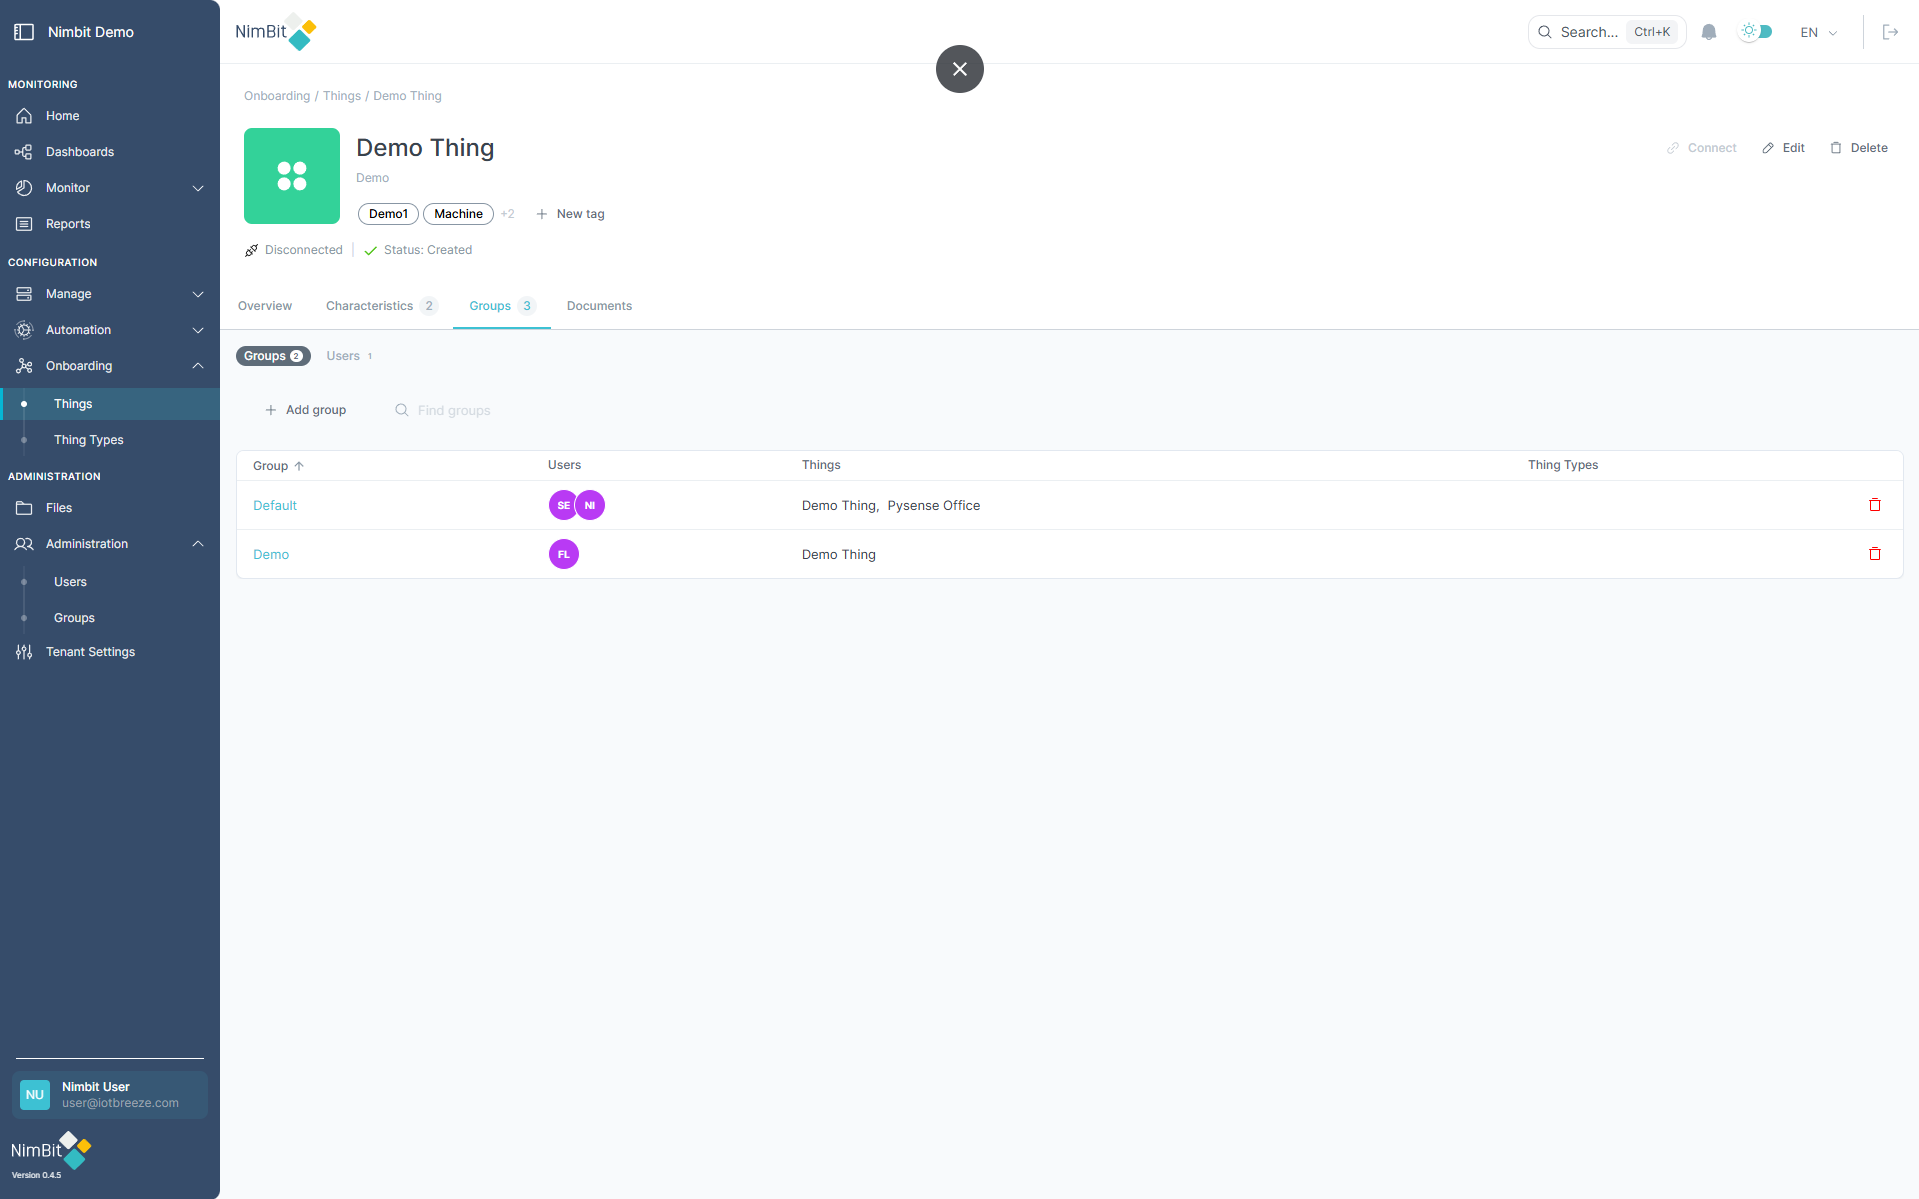 Nimbit Demo
MONITORING
Home
Dashboards
Monitor
Reports
CONFIGURATION
Manage
Automation
Onboarding
Things
Thing Types
ADMINISTRATION
Files
Administration
Users
Groups
Tenant Settings
NU
Nimbit User
user@iotbreeze.com
NimBit
Version 0.4.5
NimBit
Search... Ctrl+K
EN
Onboarding / Things / Demo Thing
Demo Thing
Connect Edit Delete
Demo
Demo1 Machine +2 New tag
Disconnected Status: Created
Overview Characteristics 2 Groups 3 Documents
Groups 2 Users 1
Add group Find groups
Group Users Things Thing Types
Default SE NI Demo Thing, Pysense Office
Demo FL Demo Thing